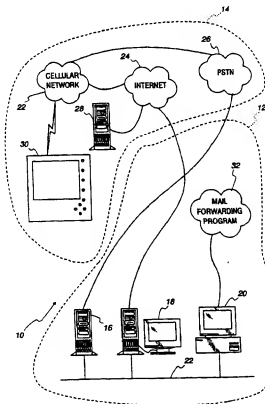 14
26
24
CELLULAR
NETWORK
INTERNET
PSTN
22
28
12
30
32
MAIL
FORWARDING
PROGRAM
18
20
10
16
22